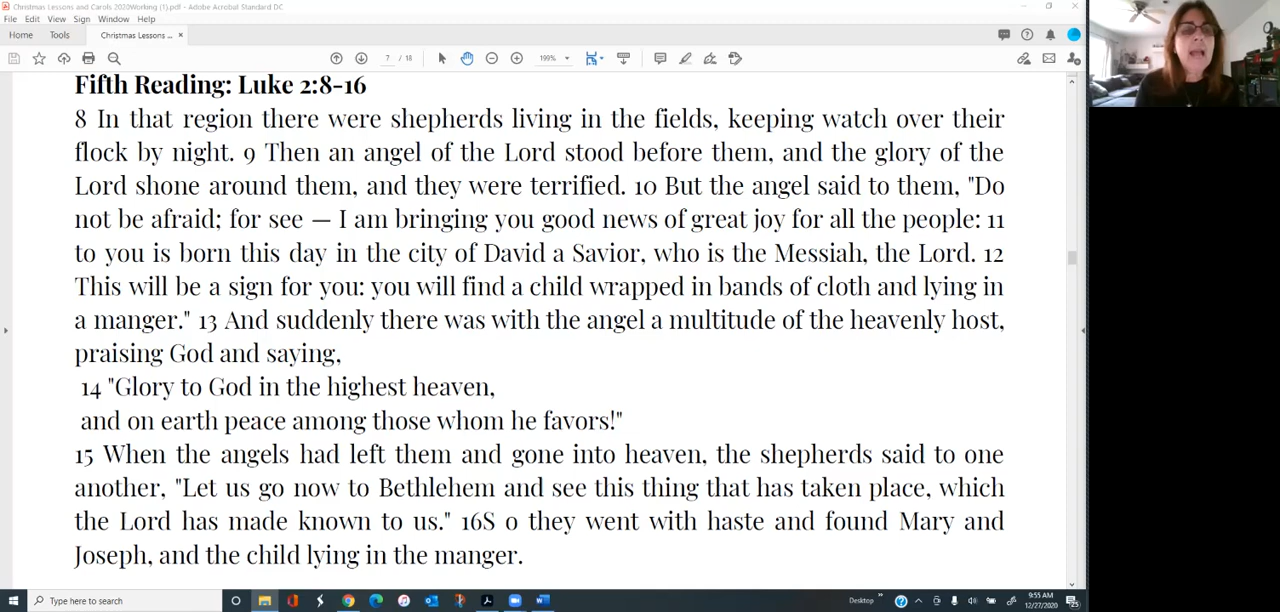 Christmas Lessons and Carols 2020Working (1).pdf - Adobe Acrobat Standard DC
File Edit View Sign Window Help
Home Tools Christmas Lessons ... ×
7 / 18 199%
Fifth Reading: Luke 2:8-16
8 In that region there were shepherds living in the fields, keeping watch over their
flock by night. 9 Then an angel of the Lord stood before them, and the glory of the
Lord shone around them, and they were terrified. 10 But the angel said to them, "Do
not be afraid; for see — I am bringing you good news of great joy for all the people: 11
to you is born this day in the city of David a Savior, who is the Messiah, the Lord. 12
This will be a sign for you: you will find a child wrapped in bands of cloth and lying in
a manger." 13 And suddenly there was with the angel a multitude of the heavenly host,
praising God and saying,
14 "Glory to God in the highest heaven,
and on earth peace among those whom he favors!"
15 When the angels had left them and gone into heaven, the shepherds said to one
another, "Let us go now to Bethlehem and see this thing that has taken place, which
the Lord has made known to us." 16S o they went with haste and found Mary and
Joseph, and the child lying in the manger.
Type here to search
Desktop
9:55 AM
12/27/2020